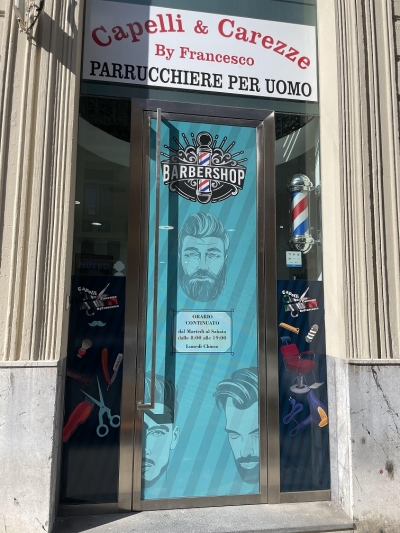 Capelli & Carezze
By Francesco
PARRUCCHIERE PER UOMO
BARBERSHOP
ORARIO
CONTINUATO
dal Martedì al Sabato
dalle 8:00 alle 19:00
Lunedì Chiuso